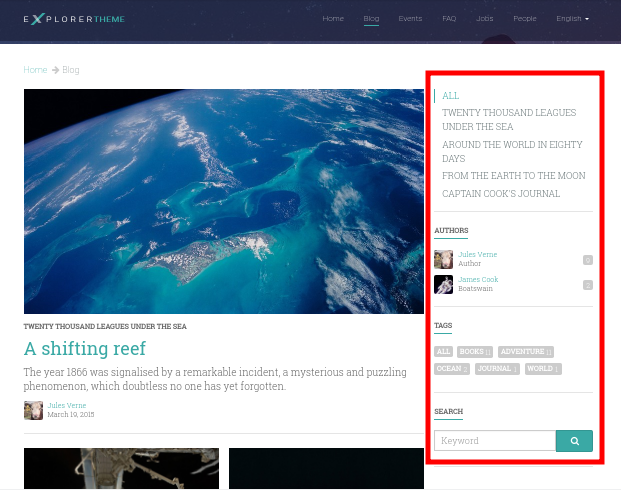 EXPLORERTHEME
Home Blog Events FAQ Jobs People English
Home → Blog
TWENTY THOUSAND LEAGUES UNDER THE SEA
A shifting reef
The year 1866 was signalised by a remarkable incident, a mysterious and puzzling
phenomenon, which doubtless no one has yet forgotten.
Jules Verne
March 19, 2015
ALL
TWENTY THOUSAND LEAGUES
UNDER THE SEA
AROUND THE WORLD IN EIGHTY
DAYS
FROM THE EARTH TO THE MOON
CAPTAIN COOK'S JOURNAL
AUTHORS
Jules Verne
Author
James Cook
Boatswain
TAGS
ALL BOOKS ADVENTURE
OCEAN JOURNAL WORLD
SEARCH
Keyword